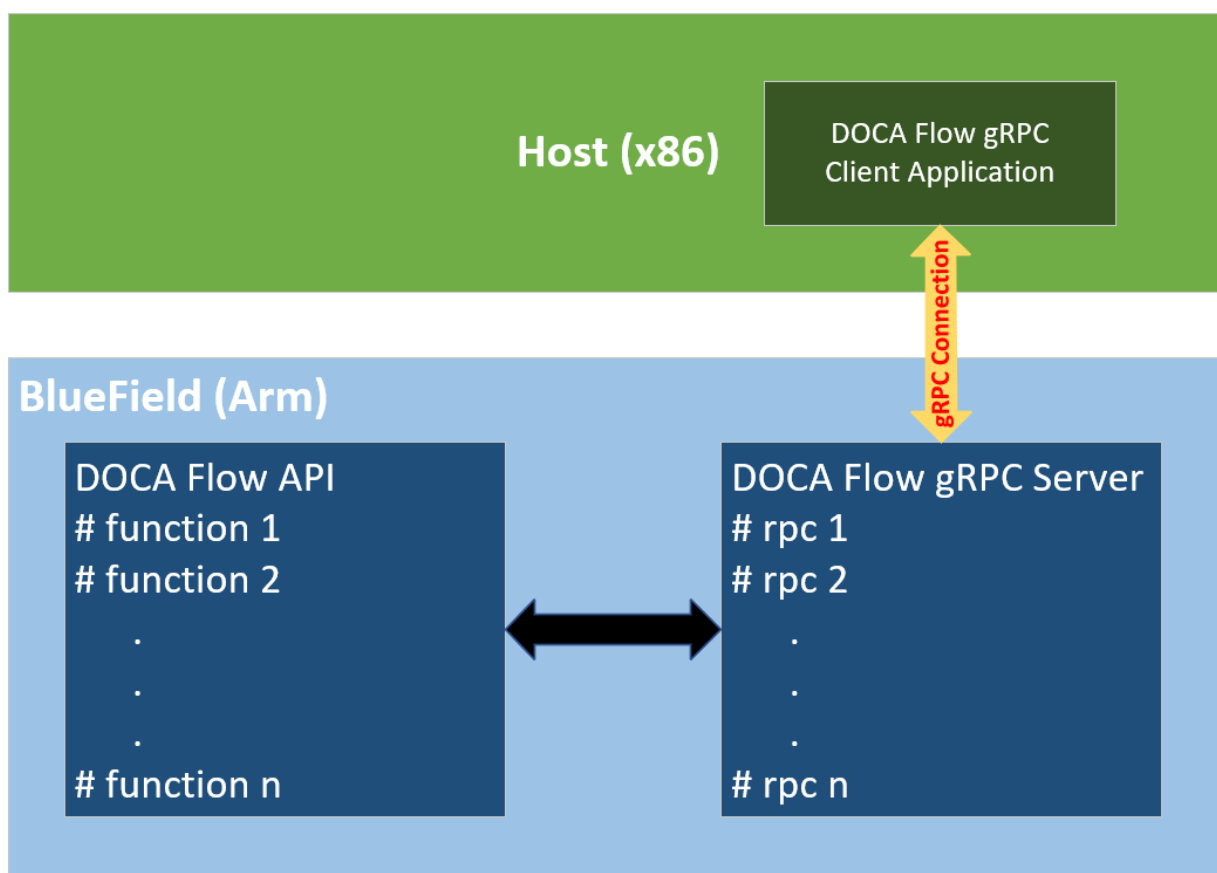 Host (x86)
DOCA Flow gRPC
Client Application
gRPC Connection
BlueField (Arm)
DOCA Flow API
# function 1
# function 2
.
.
.
# function n
DOCA Flow gRPC Server
# rpc 1
# rpc 2
.
.
.
# rpc n